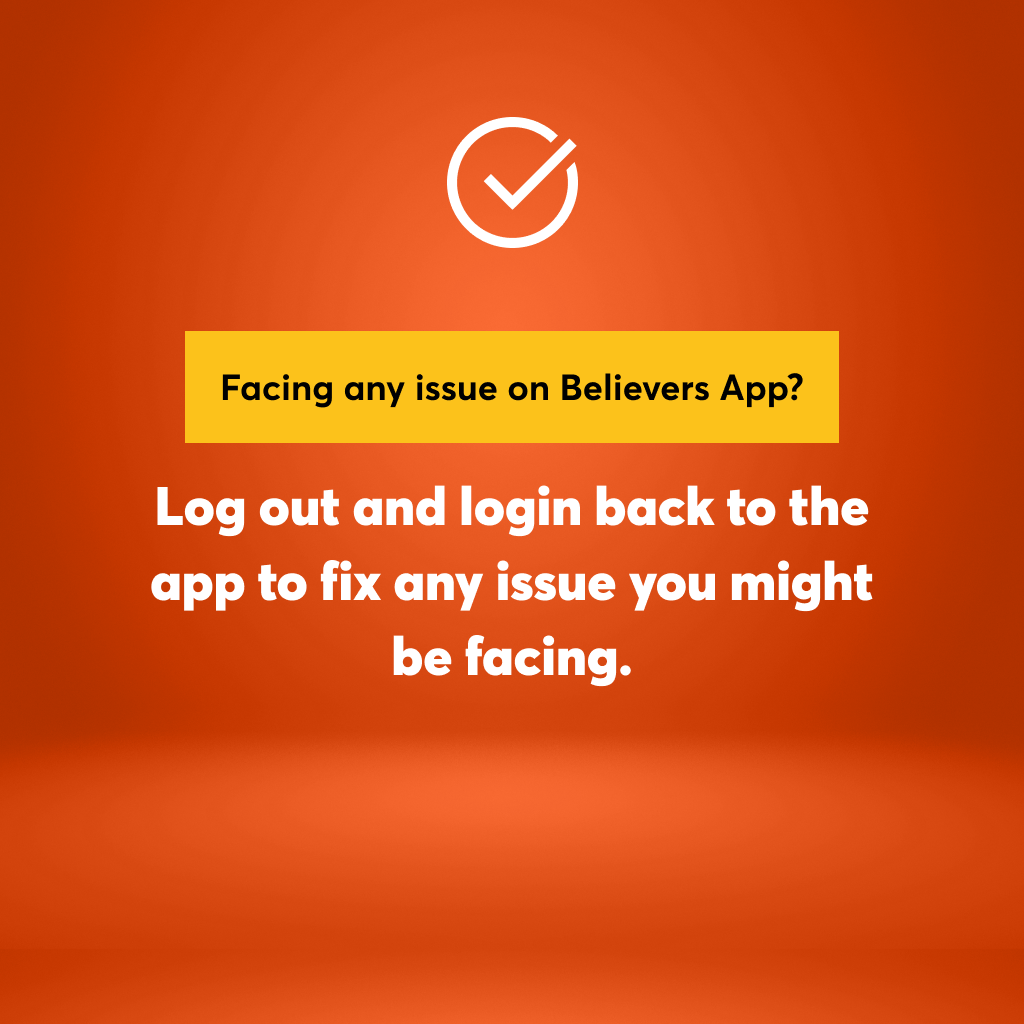 Facing any issue on Believers App?
Log out and login back to the
app to fix any issue you might
be facing.